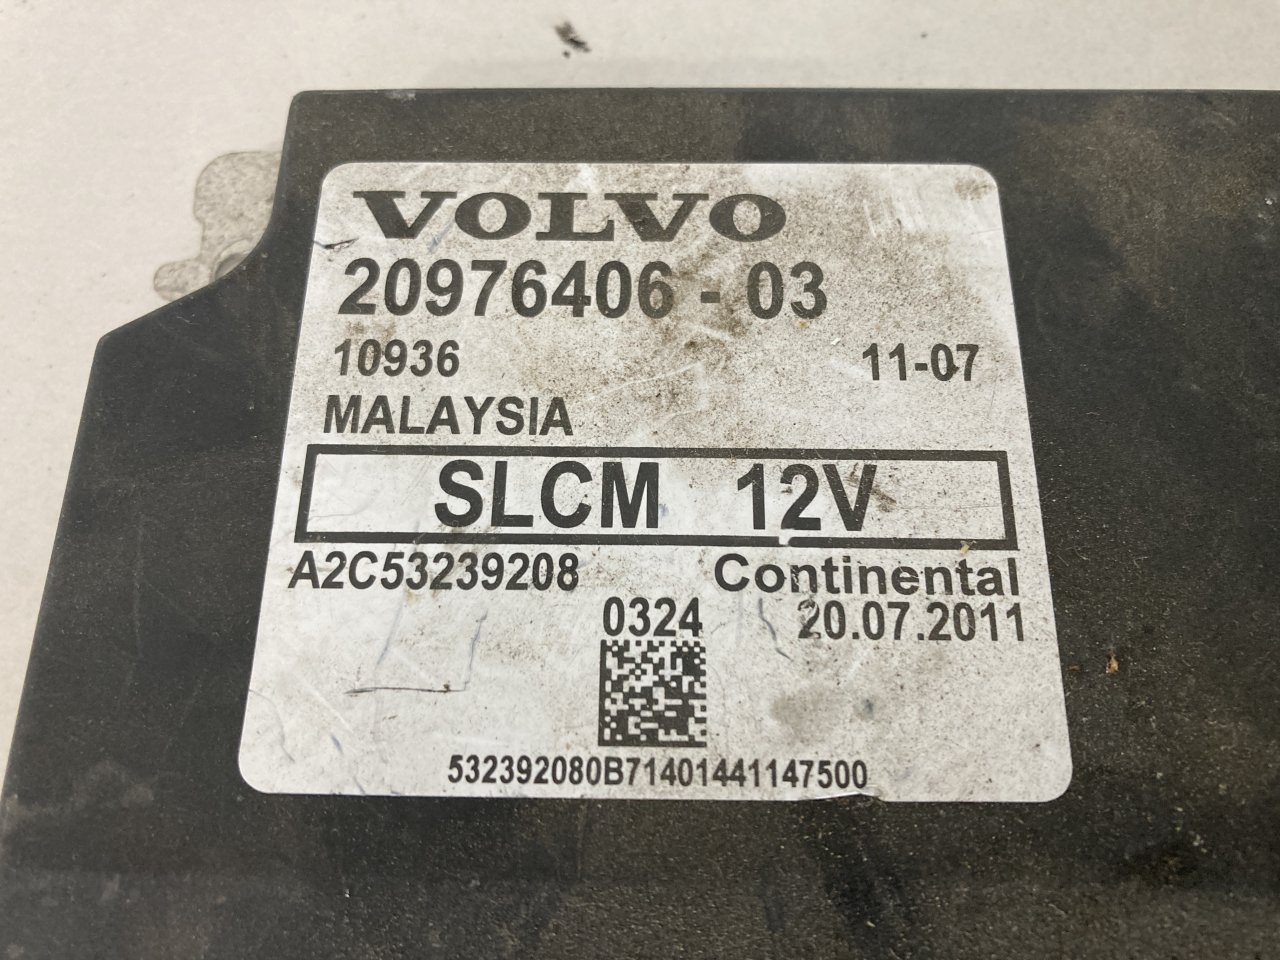 VOLVO
20976406 - 03
10936 11-07
MALAYSIA
SLCM 12V
A2C53239208 Continental
0324 20.07.2011
532392080B71401441147500